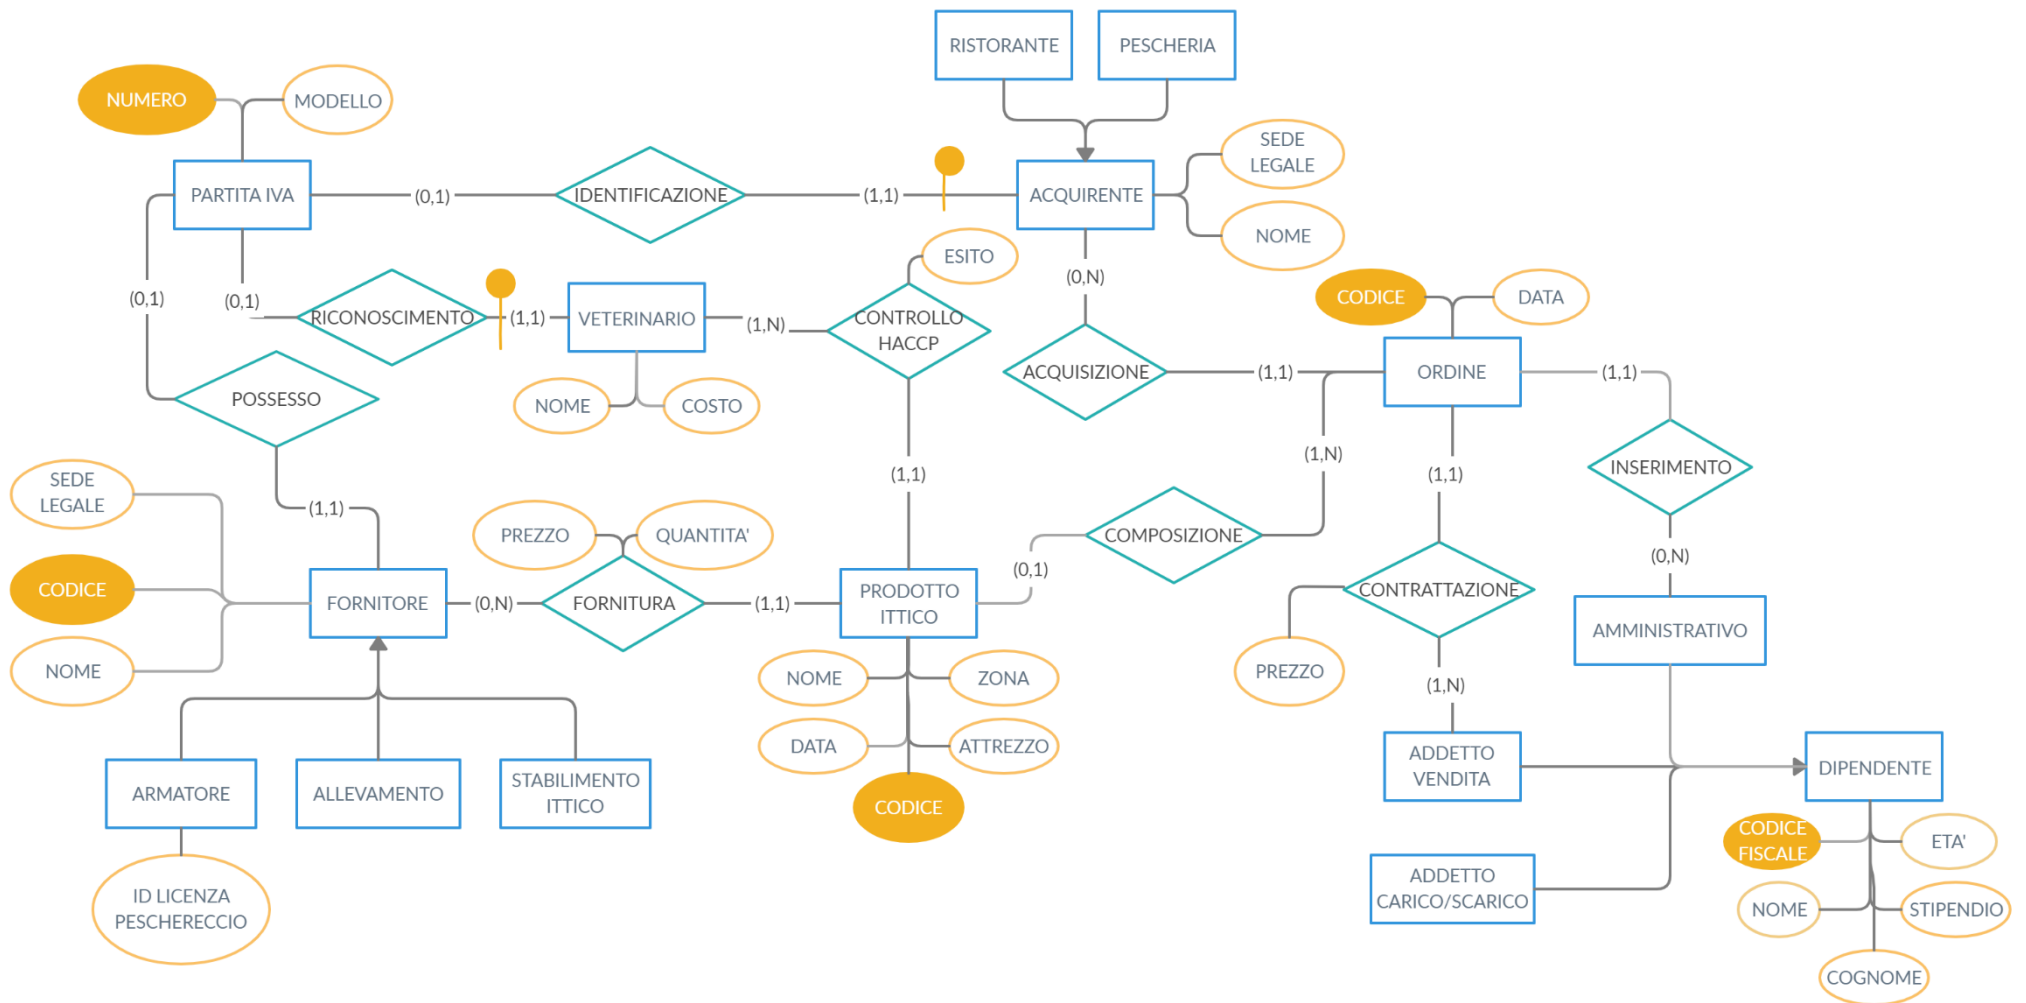 RISTORANTE
PESCHERIA
NUMERO
MODELLO
SEDE
LEGALE
PARTITA IVA
(0,1)
IDENTIFICAZIONE
(1,1)
ACQUIRENTE
NOME
ESITO
(0,N)
(0,1)
(0,1)
RICONOSCIMENTO
(1,1)
VETERINARIO
(1,N)
CONTROLLO
HACCP
CODICE
DATA
ACQUISIZIONE
(1,1)
ORDINE
(1,1)
POSSESSO
NOME
COSTO
(1,N)
INSERIMENTO
(1,1)
(1,1)
SEDE
LEGALE
(1,1)
PREZZO
QUANTITA'
COMPOSIZIONE
(0,N)
(0,1)
CODICE
FORNITORE
(0,N)
FORNITURA
(1,1)
PRODOTTO
ITTICO
CONTRATTAZIONE
AMMINISTRATIVO
NOME
NOME
ZONA
PREZZO
(1,N)
DATA
ATTREZZO
ADDETTO
VENDITA
DIPENDENTE
ARMATORE
ALLEVAMENTO
STABILIMENTO
ITTICO
CODICE
CODICE
FISCALE
ETA'
ID LICENZA
PESCHERECCIO
ADDETTO
CARICO/SCARICO
NOME
STIPENDIO
COGNOME